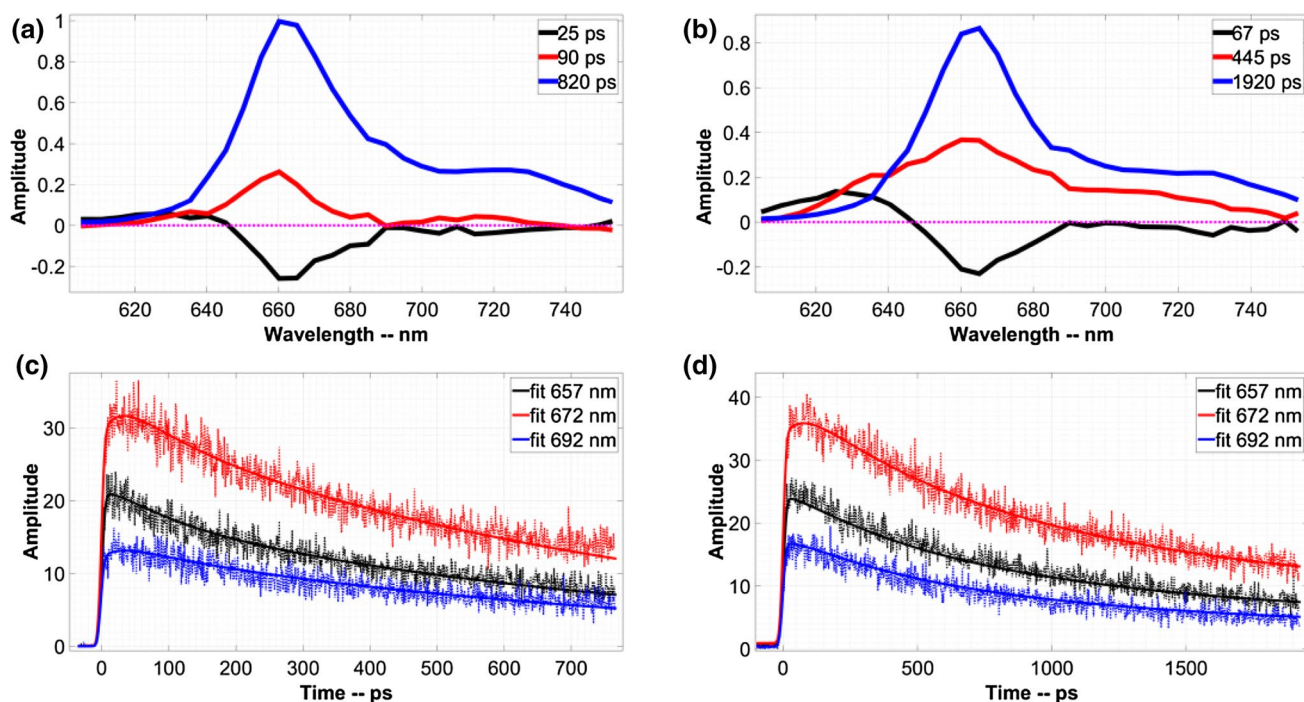 (a)
1
0.8
0.6
0.4
0.2
0
-0.2
Amplitude
25 ps
90 ps
820 ps
620 640 660 680 700 720 740
Wavelength -- nm
(b)
0.8
0.6
0.4
0.2
0
-0.2
Amplitude
67 ps
445 ps
1920 ps
620 640 660 680 700 720 740
Wavelength -- nm
(c)
30
20
10
0
Amplitude
fit 657 nm
fit 672 nm
fit 692 nm
0 100 200 300 400 500 600 700
Time -- ps
(d)
40
30
20
10
0
Amplitude
fit 657 nm
fit 672 nm
fit 692 nm
0 500 1000 1500
Time -- ps